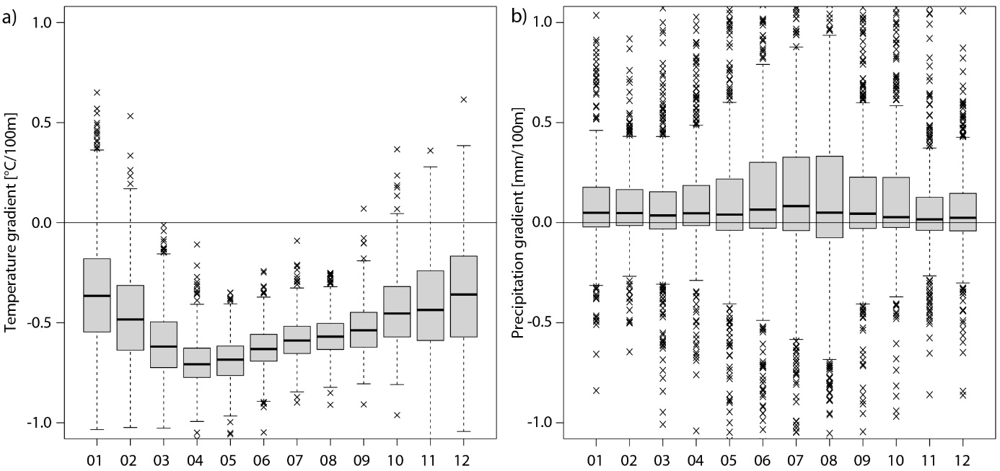 a)
Temperature gradient [°C/100m]
1.0
0.5
0.0
-0.5
-1.0
01 02 03 04 05 06 07 08 09 10 11 12
b)
Precipitation gradient [mm/100m]
1.0
0.5
0.0
-0.5
-1.0
01 02 03 04 05 06 07 08 09 10 11 12